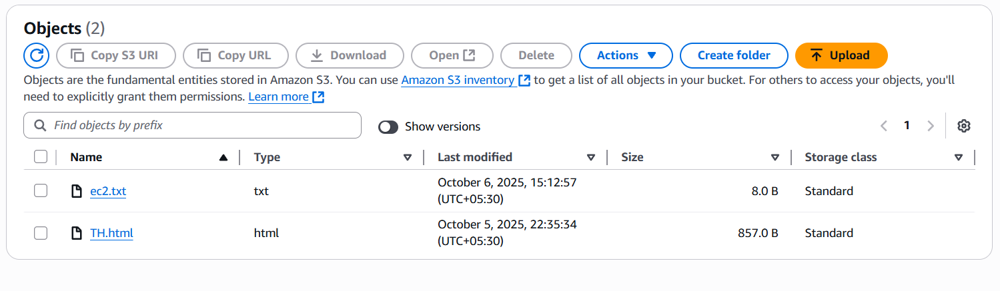 Objects (2)
Copy S3 URI Copy URL Download Open Delete Actions Create folder Upload
Objects are the fundamental entities stored in Amazon S3. You can use Amazon S3 inventory to get a list of all objects in your bucket. For others to access your objects, you'll
need to explicitly grant them permissions. Learn more
Find objects by prefix Show versions 1
Name Type Last modified Size Storage class
ec2.txt txt October 6, 2025, 15:12:57 (UTC+05:30) 8.0 B Standard
TH.html html October 5, 2025, 22:35:34 (UTC+05:30) 857.0 B Standard